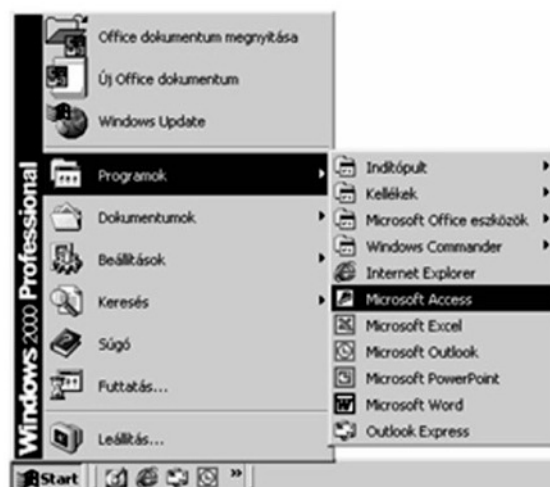 Office dokumentum megnyitása
Új Office dokumentum
Windows Update
Programok
Dokumentumok
Beállítások
Keresés
Súgó
Futtatás...
Leállítás...
Windows 2000 Professional
Indítópult
Kellékek
Microsoft Office eszközök
Windows Commander
Internet Explorer
Microsoft Access
Microsoft Excel
Microsoft Outlook
Microsoft PowerPoint
Microsoft Word
Outlook Express
Start
»